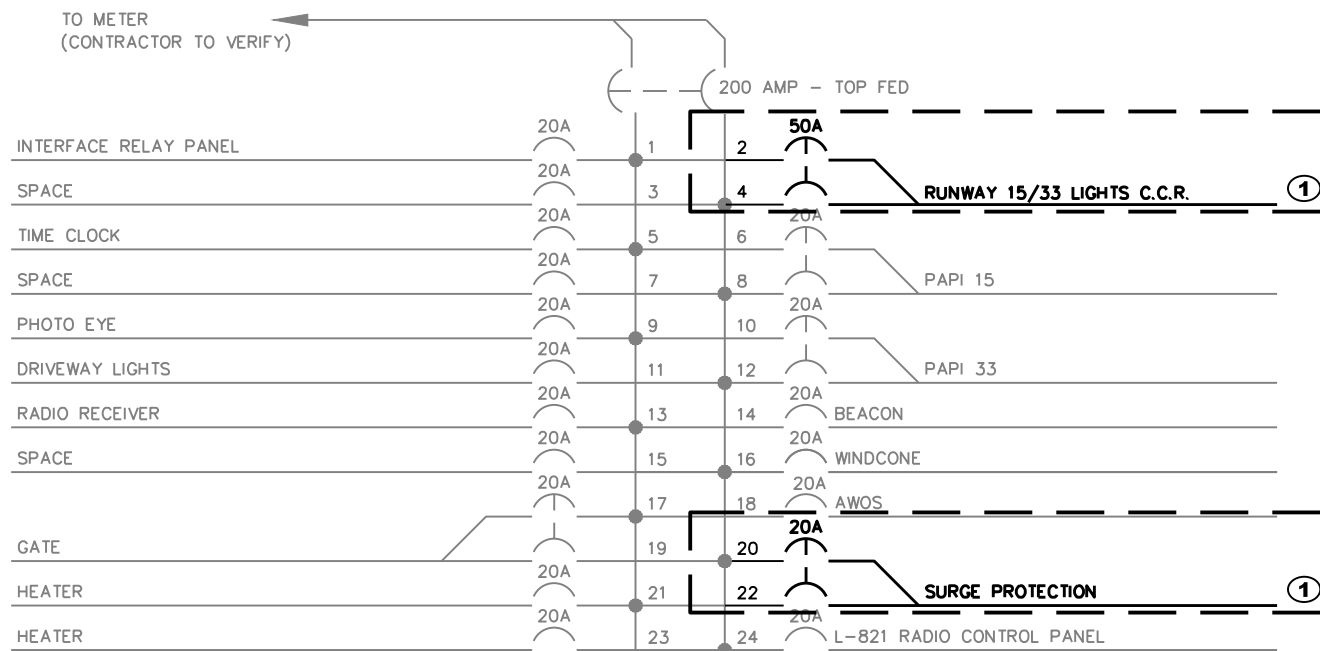 TO METER
(CONTRACTOR TO VERIFY)
200 AMP – TOP FED
INTERFACE RELAY PANEL 20A 1 2 50A
SPACE 20A 3 4 RUNWAY 15/33 LIGHTS C.C.R. 1
TIME CLOCK 20A 5 6 20A
SPACE 20A 7 8 PAPI 15
PHOTO EYE 20A 9 10 20A
DRIVEWAY LIGHTS 20A 11 12 PAPI 33
RADIO RECEIVER 20A 13 14 20A BEACON
SPACE 20A 15 16 20A WINDCONE
20A 17 18 20A AWOS
GATE 19 20 20A
HEATER 20A 21 22 SURGE PROTECTION 1
HEATER 20A 23 24 20A L-821 RADIO CONTROL PANEL